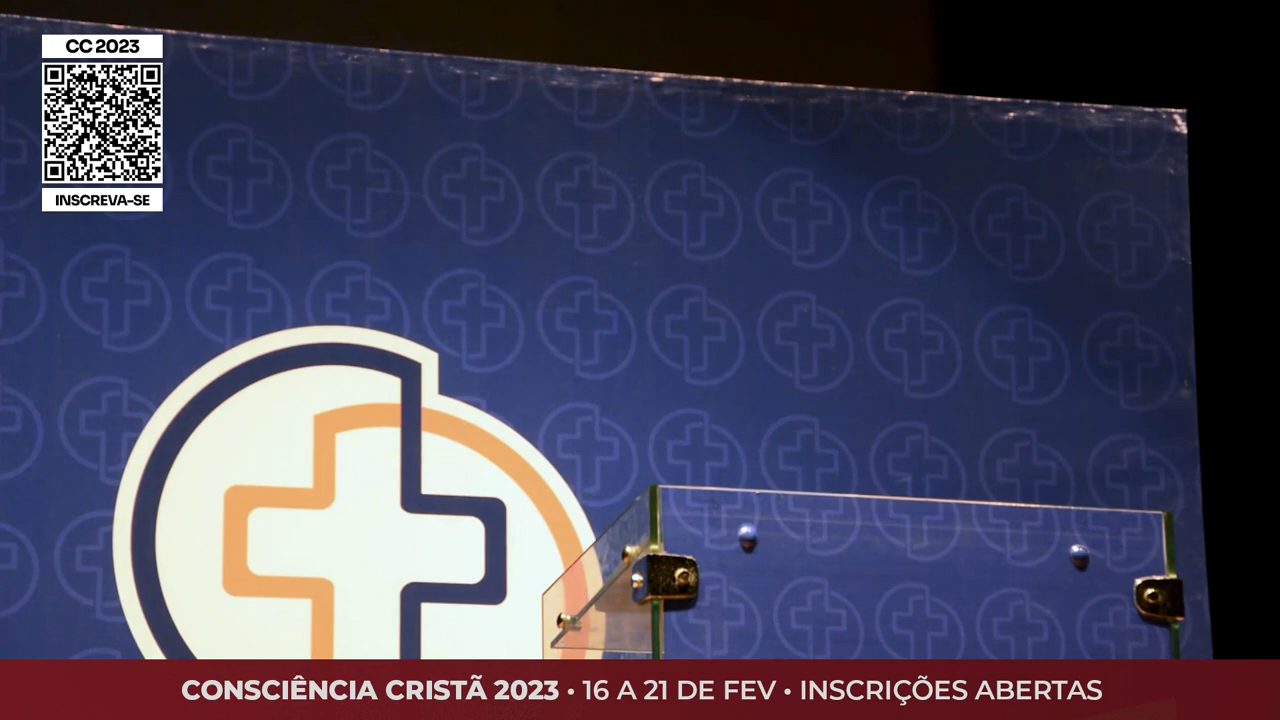 CC 2023
INSCREVA-SE
CONSCIÊNCIA CRISTÃ 2023 • 16 A 21 DE FEV • INSCRIÇÕES ABERTAS